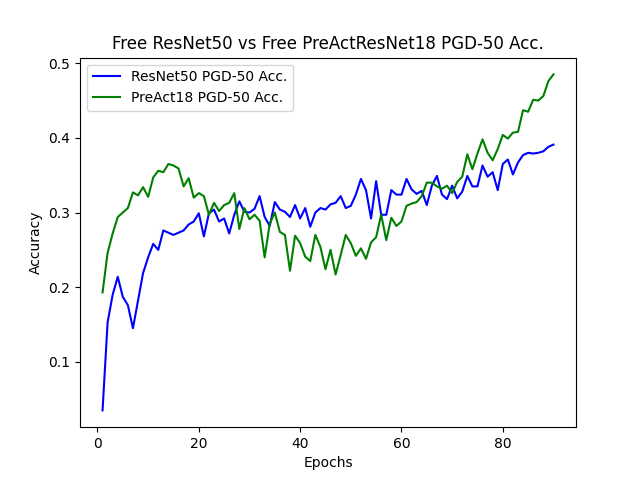 Free ResNet50 vs Free PreActResNet18 PGD-50 Acc.
ResNet50 PGD-50 Acc.
PreAct18 PGD-50 Acc.
0.5
0.4
0.3
0.2
0.1
Accuracy
0 20 40 60 80
Epochs